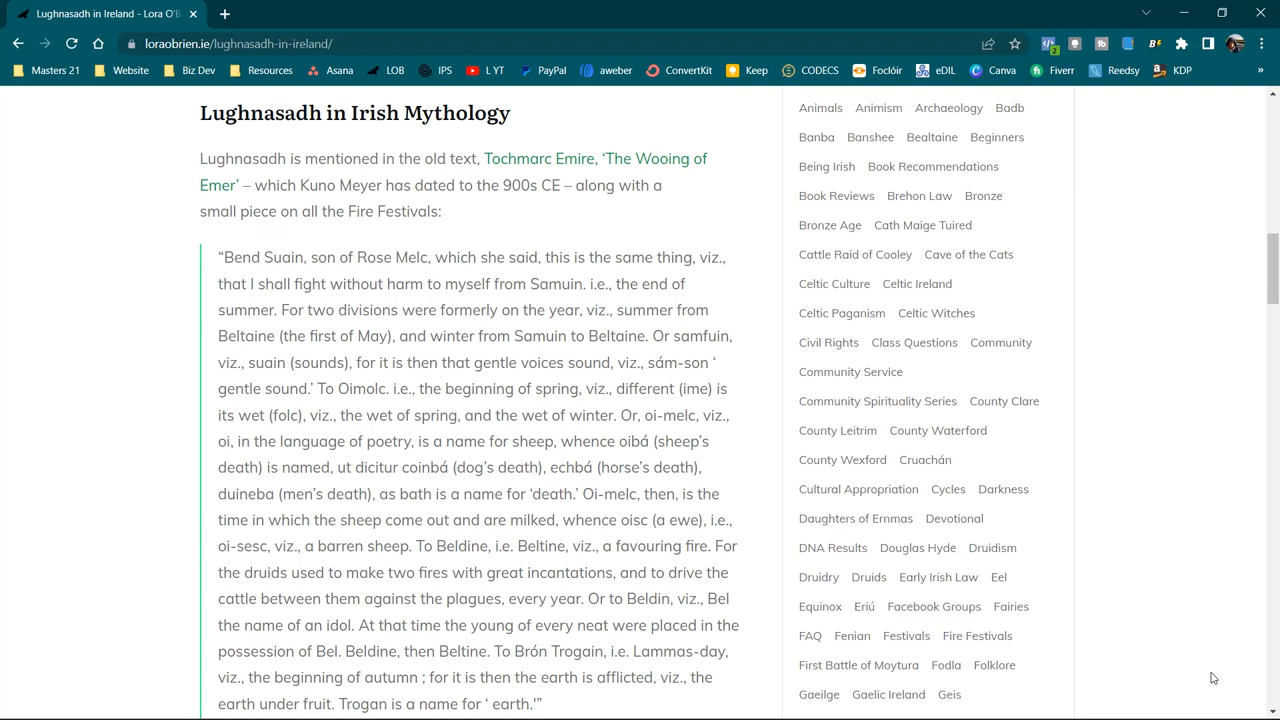 Lughnasadh in Ireland - Lora O'B
loraobrien.ie/lughnasadh-in-ireland/
2
Masters 21 Website Biz Dev Resources Asana LOB IPS L YT PayPal aweber ConvertKit Keep CODECS Foclóir eDIL Canva Fiverr Reedsy KDP »
Lughnasadh in Irish Mythology
Lughnasadh is mentioned in the old text, Tochmarc Emire, ‘The Wooing of
Emer’ – which Kuno Meyer has dated to the 900s CE – along with a
small piece on all the Fire Festivals:
“Bend Suain, son of Rose Melc, which she said, this is the same thing, viz.,
that I shall fight without harm to myself from Samuin. i.e., the end of
summer. For two divisions were formerly on the year, viz., summer from
Beltaine (the first of May), and winter from Samuin to Beltaine. Or samfuin,
viz., suain (sounds), for it is then that gentle voices sound, viz., sám-son ‘
gentle sound.’ To Oimolc. i.e., the beginning of spring, viz., different (ime) is
its wet (folc), viz., the wet of spring, and the wet of winter. Or, oi-melc, viz.,
oi, in the language of poetry, is a name for sheep, whence oibá (sheep’s
death) is named, ut dicitur coinbá (dog’s death), echbá (horse’s death),
duineba (men’s death), as bath is a name for ‘death.’ Oi-melc, then, is the
time in which the sheep come out and are milked, whence oisc (a ewe), i.e.,
oi-sesc, viz., a barren sheep. To Beldine, i.e. Beltine, viz., a favouring fire. For
the druids used to make two fires with great incantations, and to drive the
cattle between them against the plagues, every year. Or to Beldin, viz., Bel
the name of an idol. At that time the young of every neat were placed in the
possession of Bel. Beldine, then Beltine. To Brón Trogain, i.e. Lammas-day,
viz., the beginning of autumn ; for it is then the earth is afflicted, viz., the
earth under fruit. Trogan is a name for ‘ earth.'”
Animals Animism Archaeology Badb
Banba Banshee Bealtaine Beginners
Being Irish Book Recommendations
Book Reviews Brehon Law Bronze
Bronze Age Cath Maige Tuired
Cattle Raid of Cooley Cave of the Cats
Celtic Culture Celtic Ireland
Celtic Paganism Celtic Witches
Civil Rights Class Questions Community
Community Service
Community Spirituality Series County Clare
County Leitrim County Waterford
County Wexford Cruachán
Cultural Appropriation Cycles Darkness
Daughters of Ernmas Devotional
DNA Results Douglas Hyde Druidism
Druidry Druids Early Irish Law Eel
Equinox Eriú Facebook Groups Fairies
FAQ Fenian Festivals Fire Festivals
First Battle of Moytura Fodla Folklore
Gaeilge Gaelic Ireland Geis